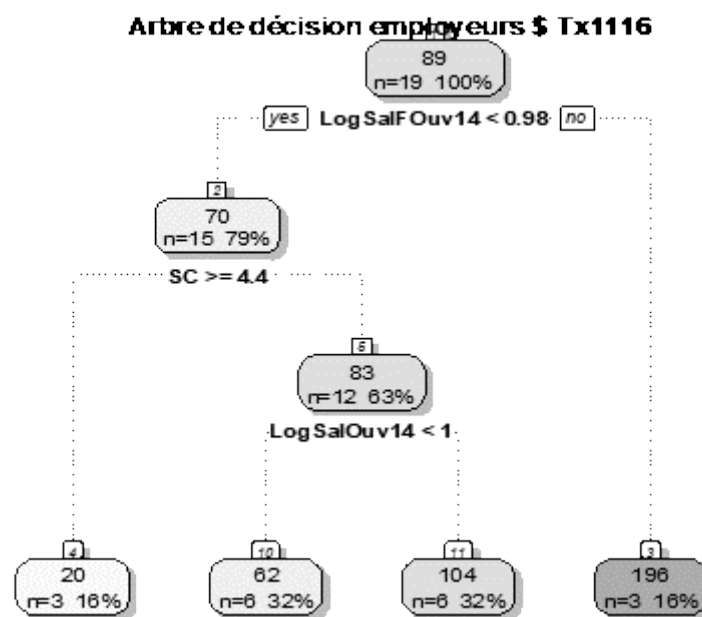 Arbre de décision employeurs $ Tx1116
89
n=19 100%
yes LogSalFOuv14 < 0.98 no
2
70
n=15 79%
SC >= 4.4
5
83
n=12 63%
LogSalOuv14 < 1
4
10
11
3
20
62
104
196
n=3 16%
n=6 32%
n=6 32%
n=3 16%